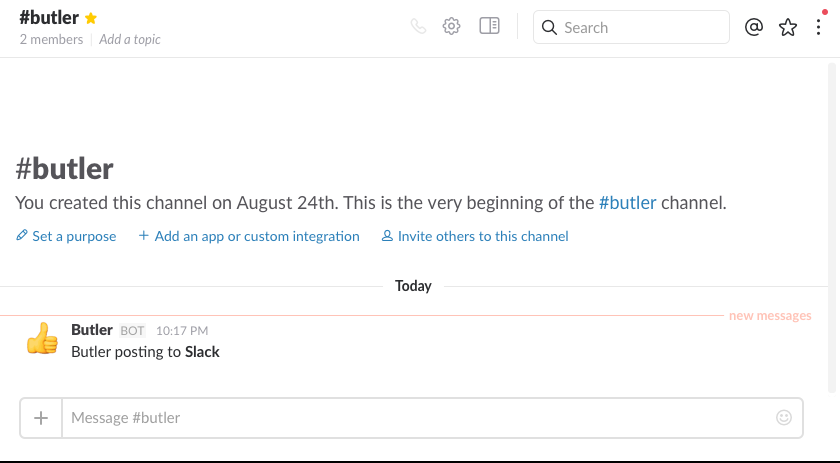 #butler
2 members Add a topic
Search
#butler
You created this channel on August 24th. This is the very beginning of the #butler channel.
Set a purpose + Add an app or custom integration Invite others to this channel
Today
new messages
Butler BOT 10:17 PM
Butler posting to Slack
+ Message #butler